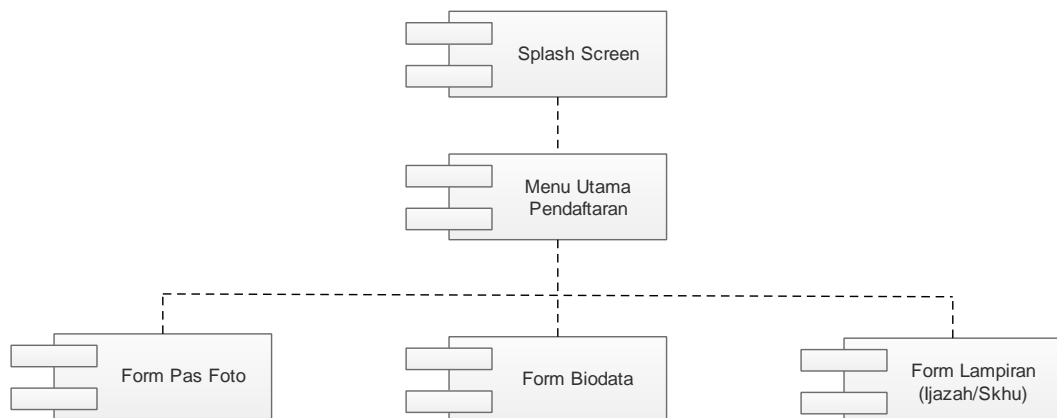 Splash Screen
Menu Utama
Pendaftaran
Form Pas Foto
Form Biodata
Form Lampiran
(Ijazah/Skhu)